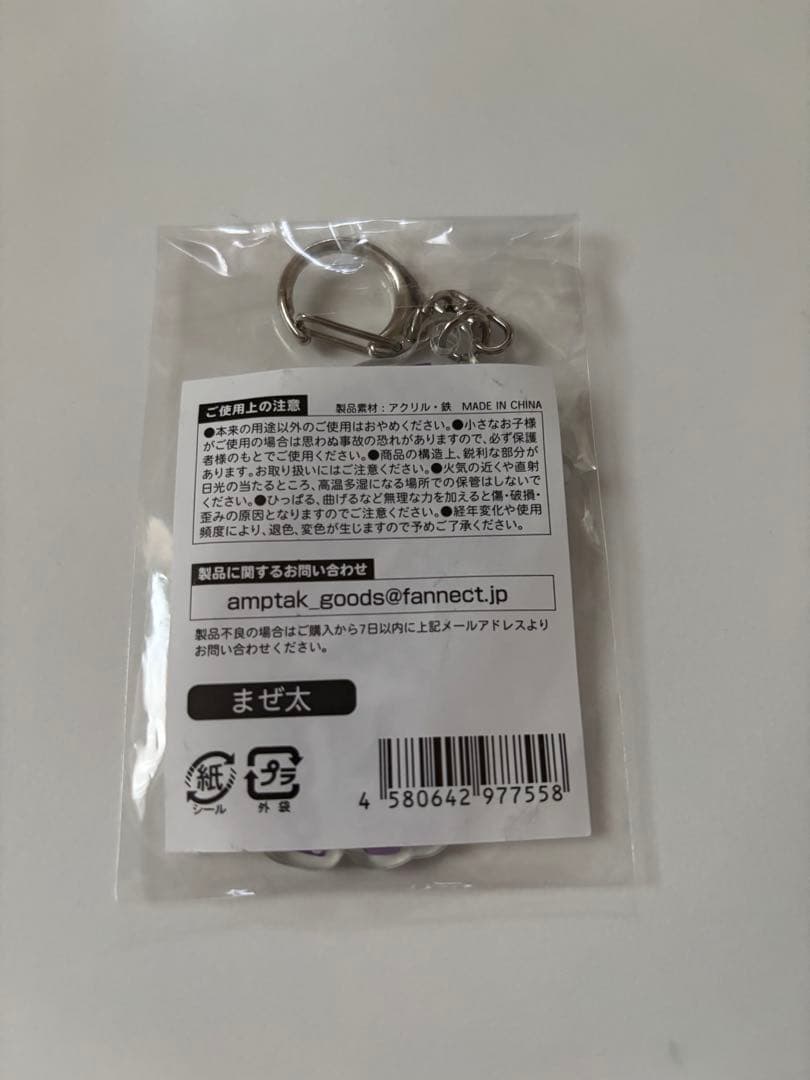 ご使用上の注意 製品素材：アクリル・鉄 MADE IN CHINA
●本来の用途以外のご使用はおやめください。●小さなお子様
がご使用の場合は思わぬ事故の恐れがありますので、必ず保護
者様のもとでご使用ください。●商品の構造上、鋭利な部分が
あります。お取り扱いにはご注意ください。●火気の近くや直射
日光の当たるところ、高温多湿になる場所での保管はしないで
ください。●ひっぱる、曲げるなど無理な力を加えると傷・破損・
歪みの原因となりますのでご注意ください。●経年変化や使用
頻度により、退色、変色が生じますので予めご了承ください。
製品に関するお問い合わせ
amptak_goods@fannect.jp
製品不良の場合はご購入から7日以内に上記メールアドレスより
お問い合わせください。
まぜ太
紙 プラ
シール 外袋
4 580642 977558